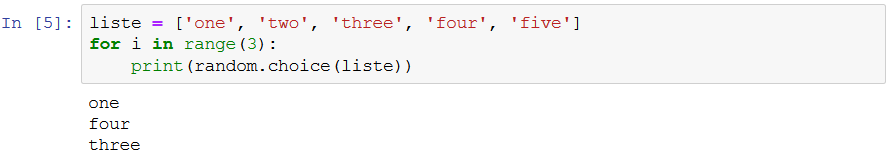 In [5]: liste = ['one', 'two', 'three', 'four', 'five']
for i in range(3):
    print(random.choice(liste))
one
four
three